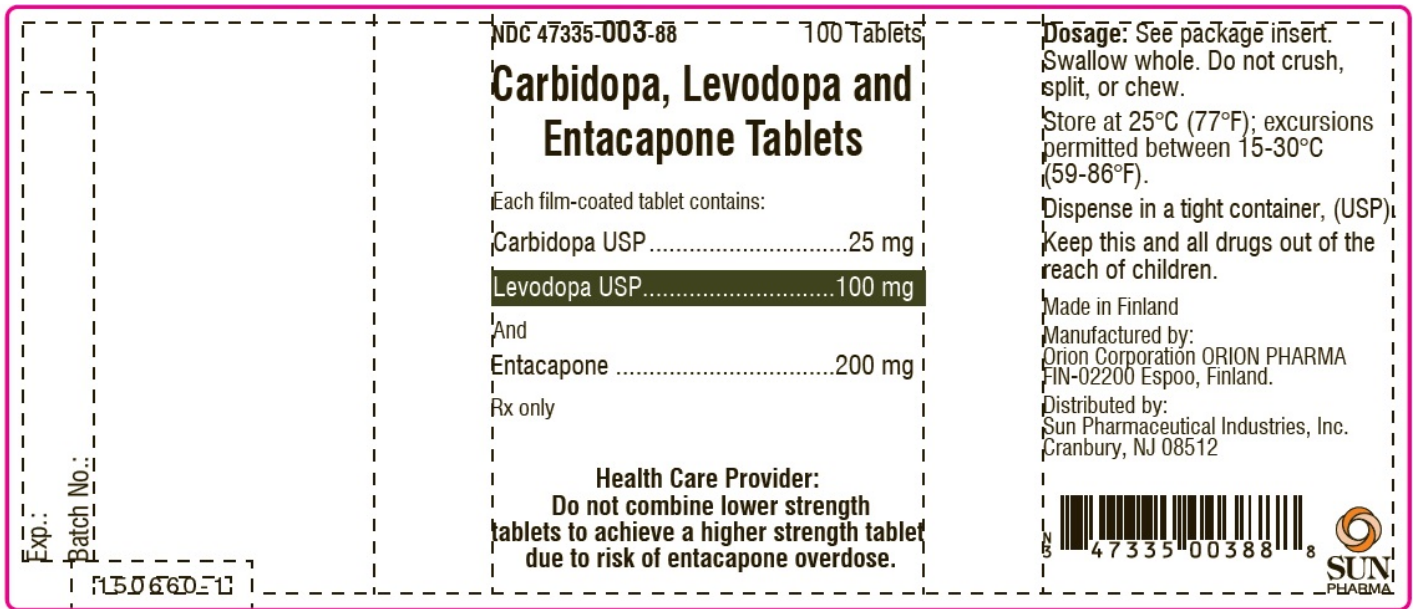 Exp.:
Batch No.:
150660-1
NDC 47335-003-88 100 Tablets
Carbidopa, Levodopa and
Entacapone Tablets
Each film-coated tablet contains:
Carbidopa USP..............................25 mg
Levodopa USP.............................100 mg
And
Entacapone .................................200 mg
Rx only
Health Care Provider:
Do not combine lower strength
tablets to achieve a higher strength tablet
due to risk of entacapone overdose.
Dosage: See package insert.
Swallow whole. Do not crush,
split, or chew.
Store at 25°C (77°F); excursions
permitted between 15-30°C
(59-86°F).
Dispense in a tight container, (USP).
Keep this and all drugs out of the
reach of children.
Made in Finland
Manufactured by:
Orion Corporation ORION PHARMA
FIN-02200 Espoo, Finland.
Distributed by:
Sun Pharmaceutical Industries, Inc.
Cranbury, NJ 08512
N3 47335 00388 8
SUN
PHARMA